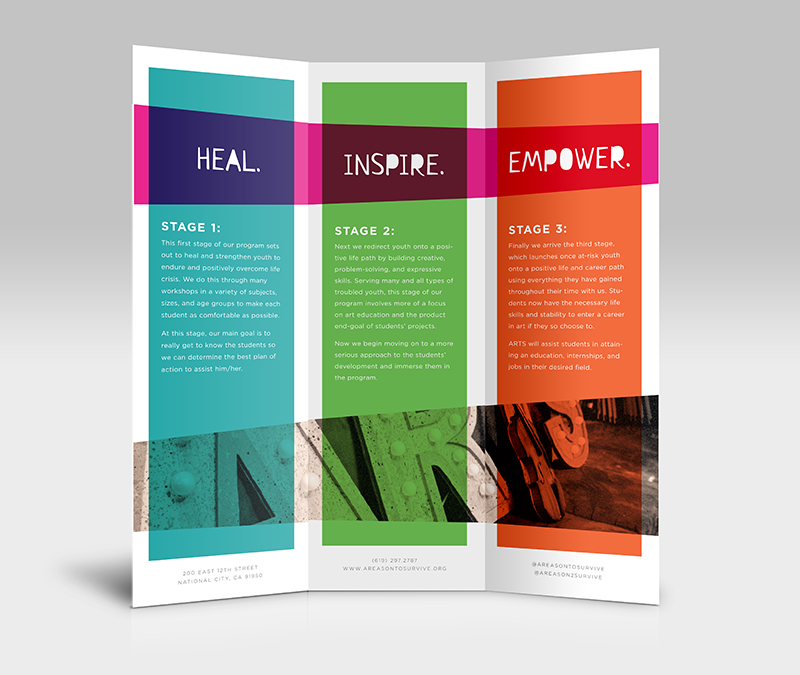 HEAL.
STAGE 1:
This first stage of our program sets
out to heal and strengthen youth to
endure and positively overcome life
crisis. We do this through many
workshops in a variety of subjects,
sizes, and age groups to make each
student as comfortable as possible.
At this stage, our main goal is to
really get to know the students so
we can determine the best plan of
action to assist him/her.
200 EAST 12TH STREET
NATIONAL CITY, CA 91950
INSPIRE.
STAGE 2:
Next we redirect youth onto a posi-
tive life path by building creative,
problem-solving, and expressive
skills. Serving many and all types of
troubled youth, this stage of our
program involves more of a focus
on art education and the product
end-goal of students' projects.
Now we begin moving on to a more
serious approach to the students'
development and immerse them in
the program.
(619) 297.2787
WWW.AREASONTOSURVIVE.ORG
EMPOWER.
STAGE 3:
Finally we arrive the third stage,
which launches once at-risk youth
onto a positive life and career path
using everything they have gained
throughout their time with us. Stu-
dents now have the necessary life
skills and stability to enter a career
in art if they so choose to.
ARTS will assist students in attain-
ing an education, internships, and
jobs in their desired field.
@AREASONTOSURVIVE
@AREASON2SURVIVE